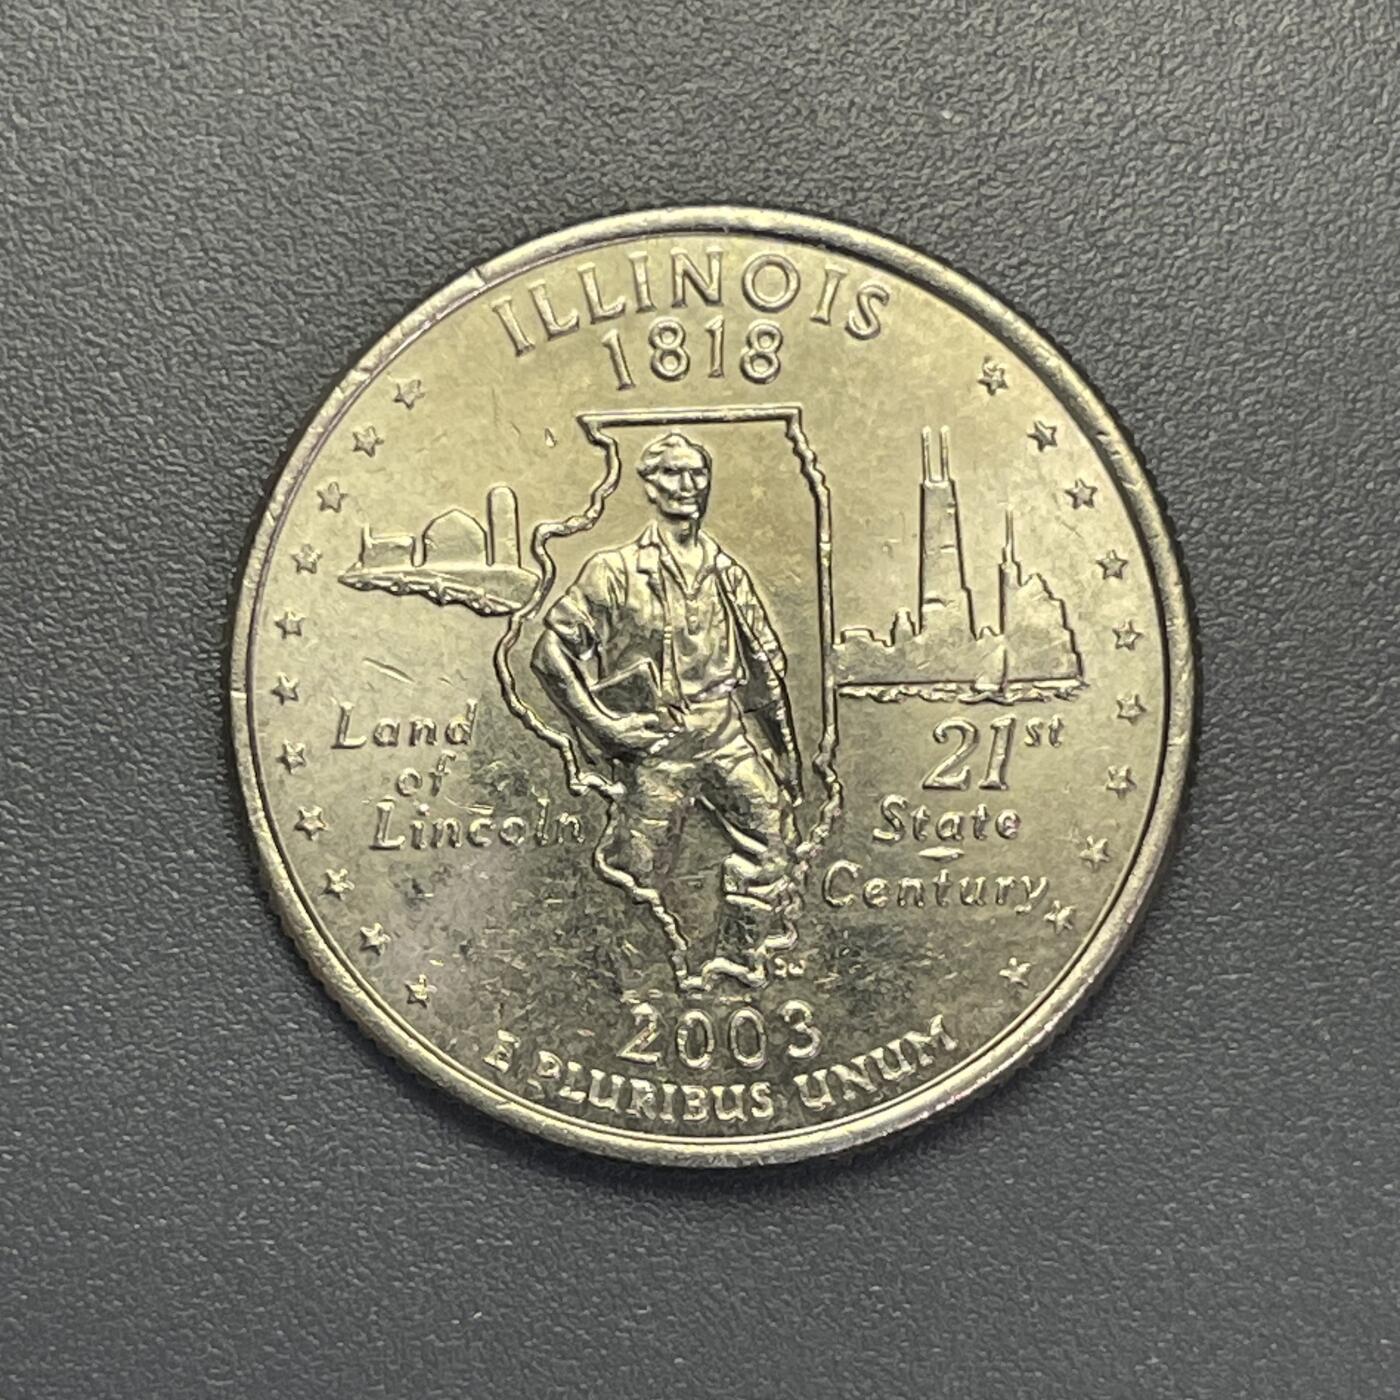 ILLINOIS
1818
Land
of
Lincoln
21st
State
Century
2003
E PLURIBUS UNUM